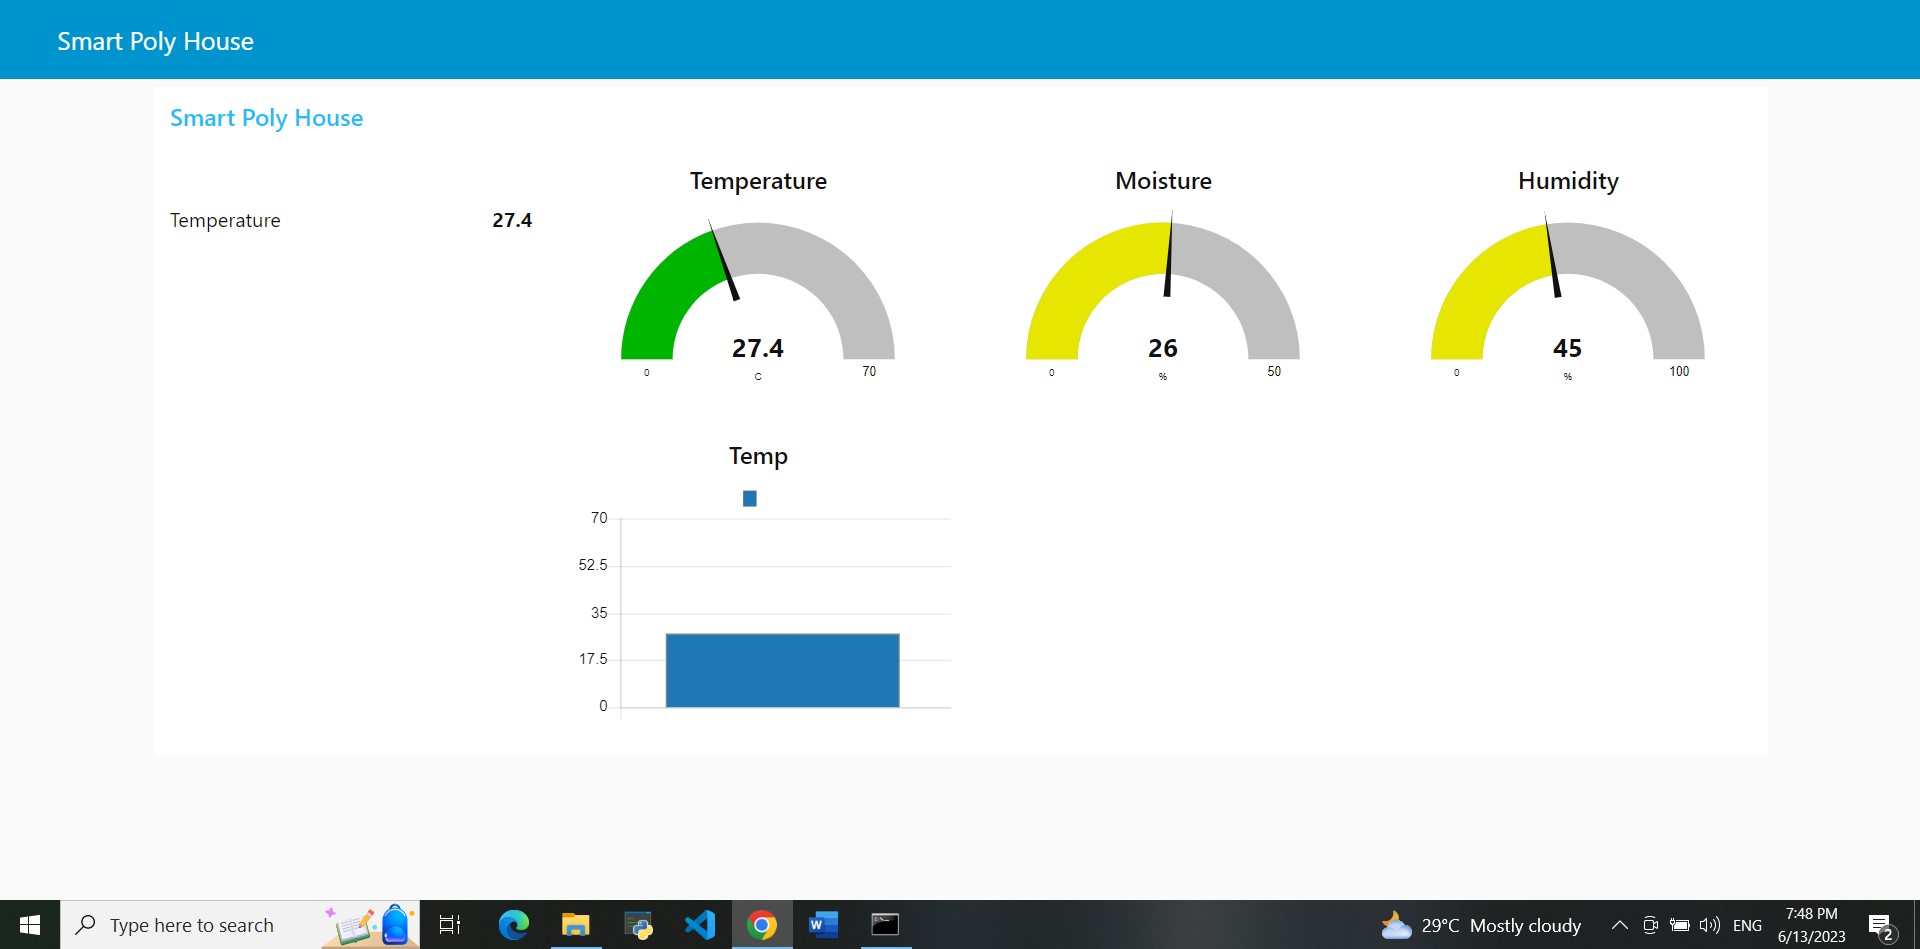 Smart Poly House
Smart Poly House
Temperature 27.4
Temperature
27.4
0 C 70
Moisture
26
0 % 50
Humidity
45
0 % 100
Temp
70
52.5
35
17.5
0
Type here to search
29°C Mostly cloudy
ENG
7:48 PM
6/13/2023
2